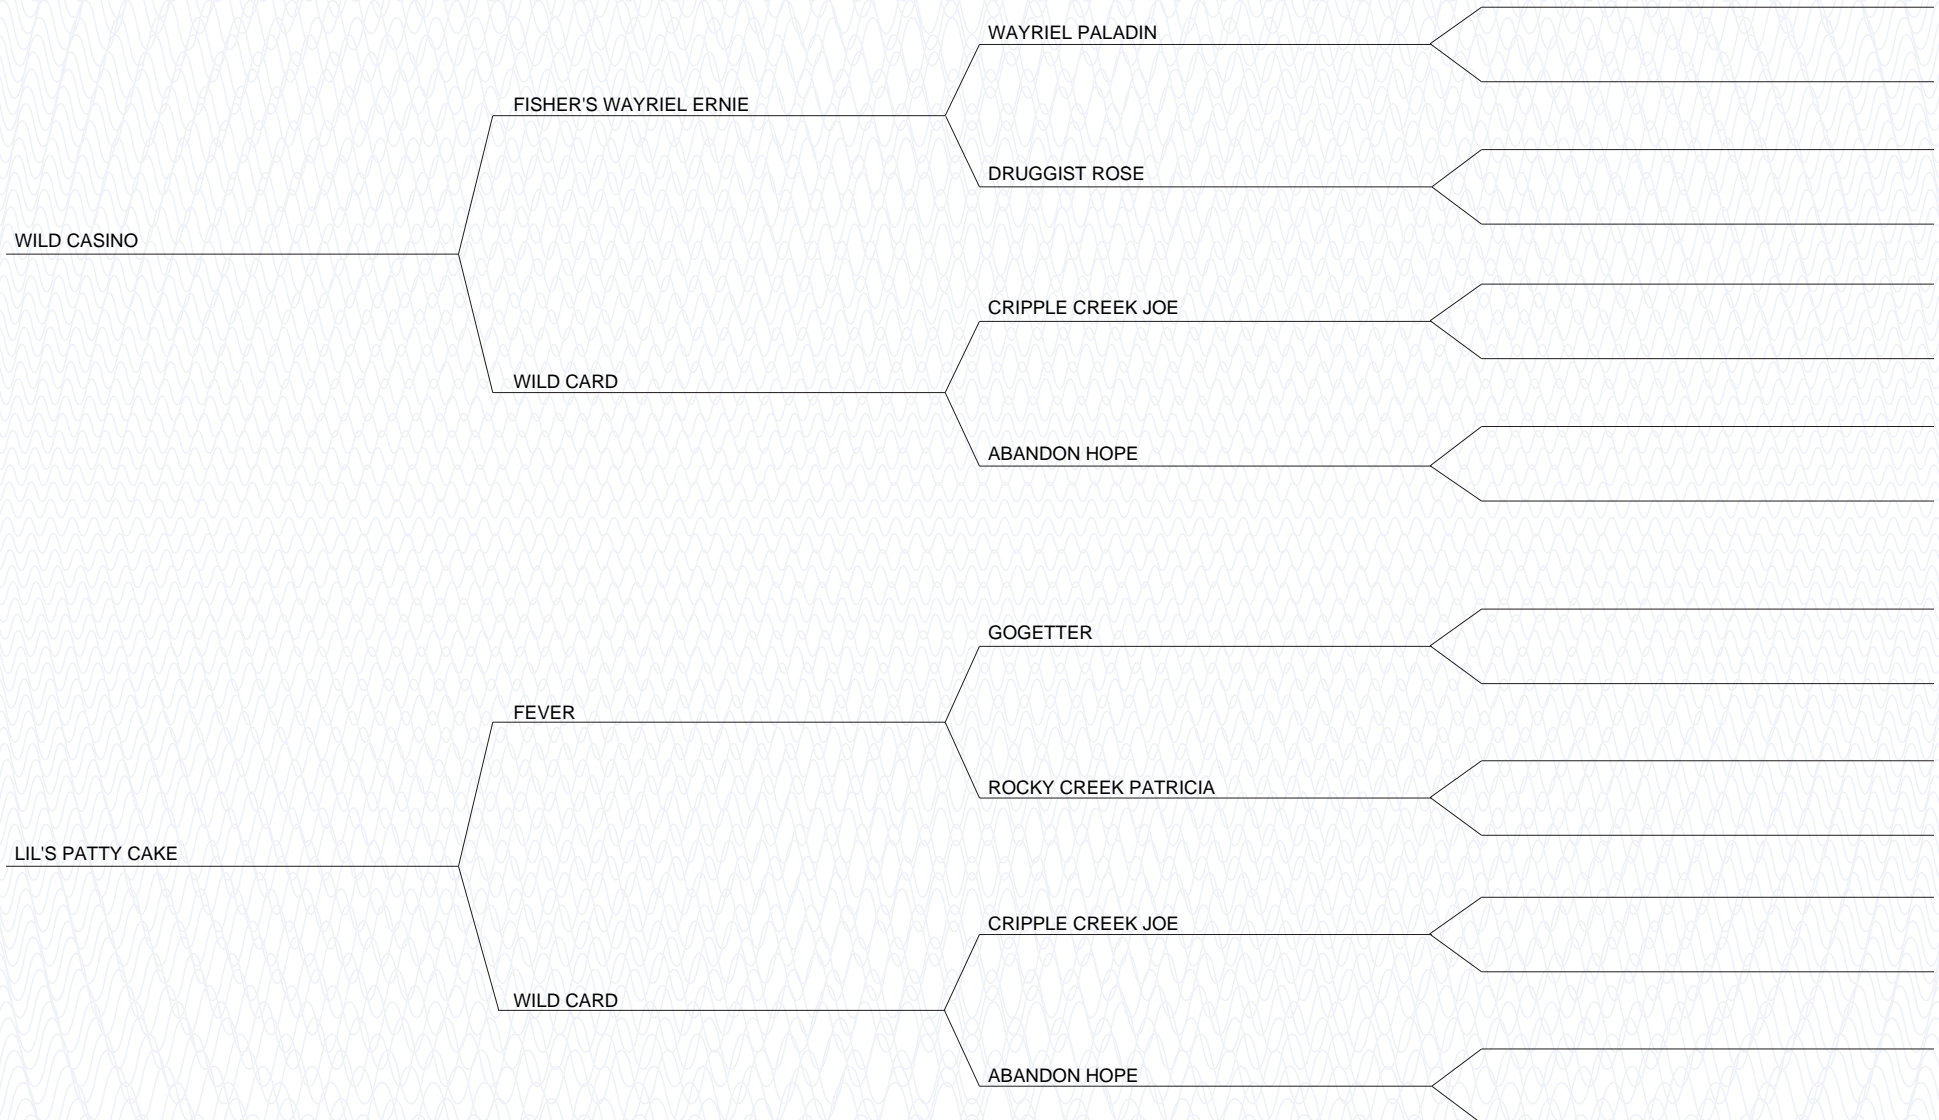 WAYRIEL PALADIN
FISHER'S WAYRIEL ERNIE
DRUGGIST ROSE
WILD CASINO
CRIPPLE CREEK JOE
WILD CARD
ABANDON HOPE
GOGETTER
FEVER
ROCKY CREEK PATRICIA
LIL'S PATTY CAKE
CRIPPLE CREEK JOE
WILD CARD
ABANDON HOPE